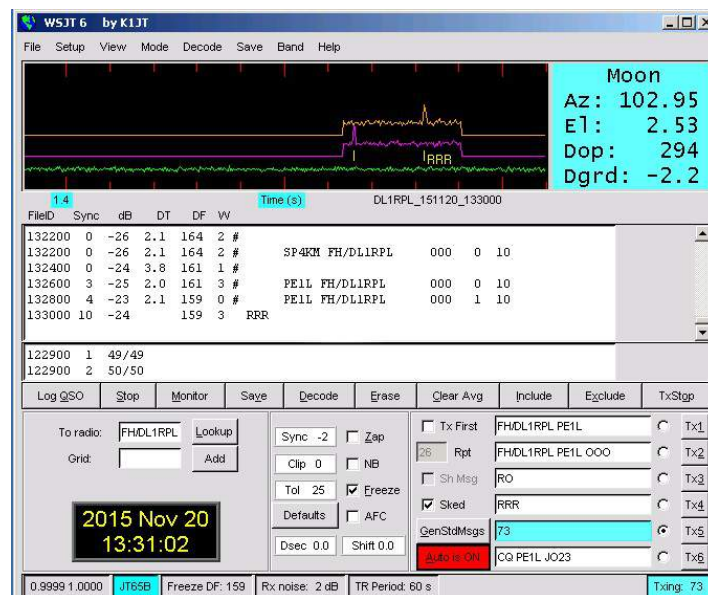 WSJT 6 by K1JT
File Setup View Mode Decode Save Band Help
Moon
Az: 102.95
El: 2.53
Dop: 294
Dgrd: -2.2
RRR
1.4 Time (s) DL1RPL_151120_133000
FileID Sync dB DT DF W
132200 0 -26 2.1 164 2 #
132200 0 -26 2.1 164 2 # SP4KM FH/DL1RPL 000 0 10
132400 0 -24 3.8 161 1 #
132600 3 -25 2.0 161 3 # PE1L FH/DL1RPL 000 0 10
132800 4 -23 2.1 159 0 # PE1L FH/DL1RPL 000 1 10
133000 10 -24 159 3 RRR
122900 1 49/49
122900 2 50/50
Log QSO Stop Monitor Save Decode Erase Clear Avg Include Exclude TxStop
To radio: FH/DL1RPL Lookup
Grid: Add
2015 Nov 20
13:31:02
Sync -2 Zap
Clip 0 NB
Tol 25 Freeze
Defaults AFC
Dsec 0.0 Shift 0.0
Tx First FH/DL1RPL PE1L Tx1
26 Rpt FH/DL1RPL PE1L OOO Tx2
Sh Msg RO Tx3
Sked RRR Tx4
GenStdMsgs 73 Tx5
Auto is ON CQ PE1L JO23 Tx6
0.9999 1.0000 JT65B Freeze DF: 159 Rx noise: 2 dB TR Period: 60 s Txing: 73